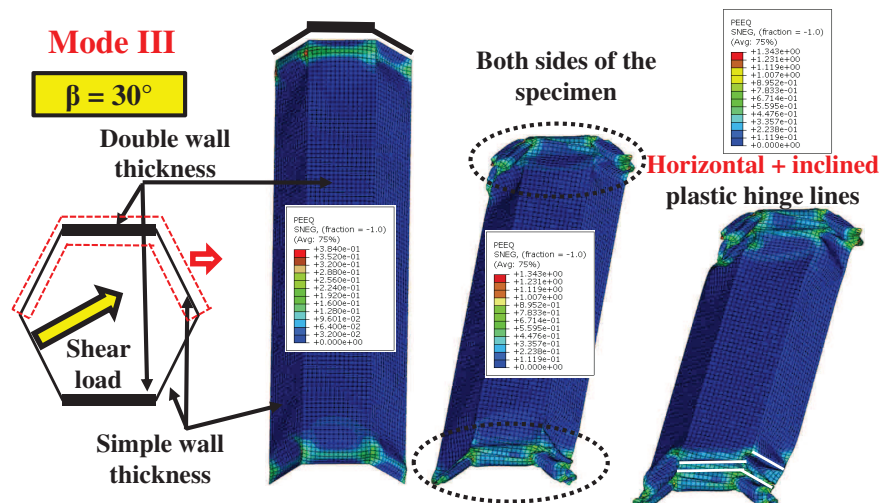 Mode III
β = 30°
Double wall
thickness
Shear
load
Simple wall
thickness
PEEQ
SNEG, (fraction = -1.0)
(Avg: 75%)
+3.840e-01
+3.520e-01
+3.200e-01
+2.880e-01
+2.560e-01
+2.240e-01
+1.920e-01
+1.600e-01
+1.280e-01
+9.601e-02
+6.400e-02
+3.200e-02
+0.000e+00
Both sides of the
specimen
PEEQ
SNEG, (fraction = -1.0)
(Avg: 75%)
+1.343e+00
+1.231e+00
+1.119e+00
+1.007e+00
+8.952e-01
+7.833e-01
+6.714e-01
+5.595e-01
+4.476e-01
+3.357e-01
+2.238e-01
+1.119e-01
+0.000e+00
PEEQ
SNEG, (fraction = -1.0)
(Avg: 75%)
+1.343e+00
+1.231e+00
+1.119e+00
+1.007e+00
+8.952e-01
+7.833e-01
+6.714e-01
+5.595e-01
+4.476e-01
+3.357e-01
+2.238e-01
+1.119e-01
+0.000e+00
Horizontal + inclined
plastic hinge lines